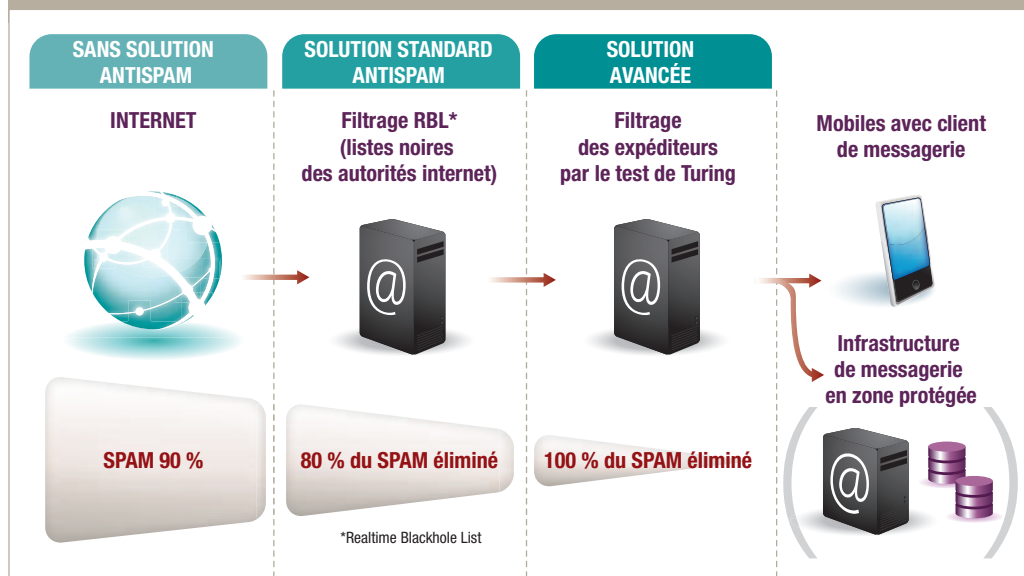 SANS SOLUTION
ANTISPAM
INTERNET
SPAM 90 %
SOLUTION STANDARD
ANTISPAM
Filtrage RBL*
(listes noires
des autorités internet)
@
80 % du SPAM éliminé
*Realtime Blackhole List
SOLUTION
AVANCÉE
Filtrage
des expéditeurs
par le test de Turing
@
100 % du SPAM éliminé
Mobiles avec client
de messagerie
Infrastructure
de messagerie
en zone protégée
@